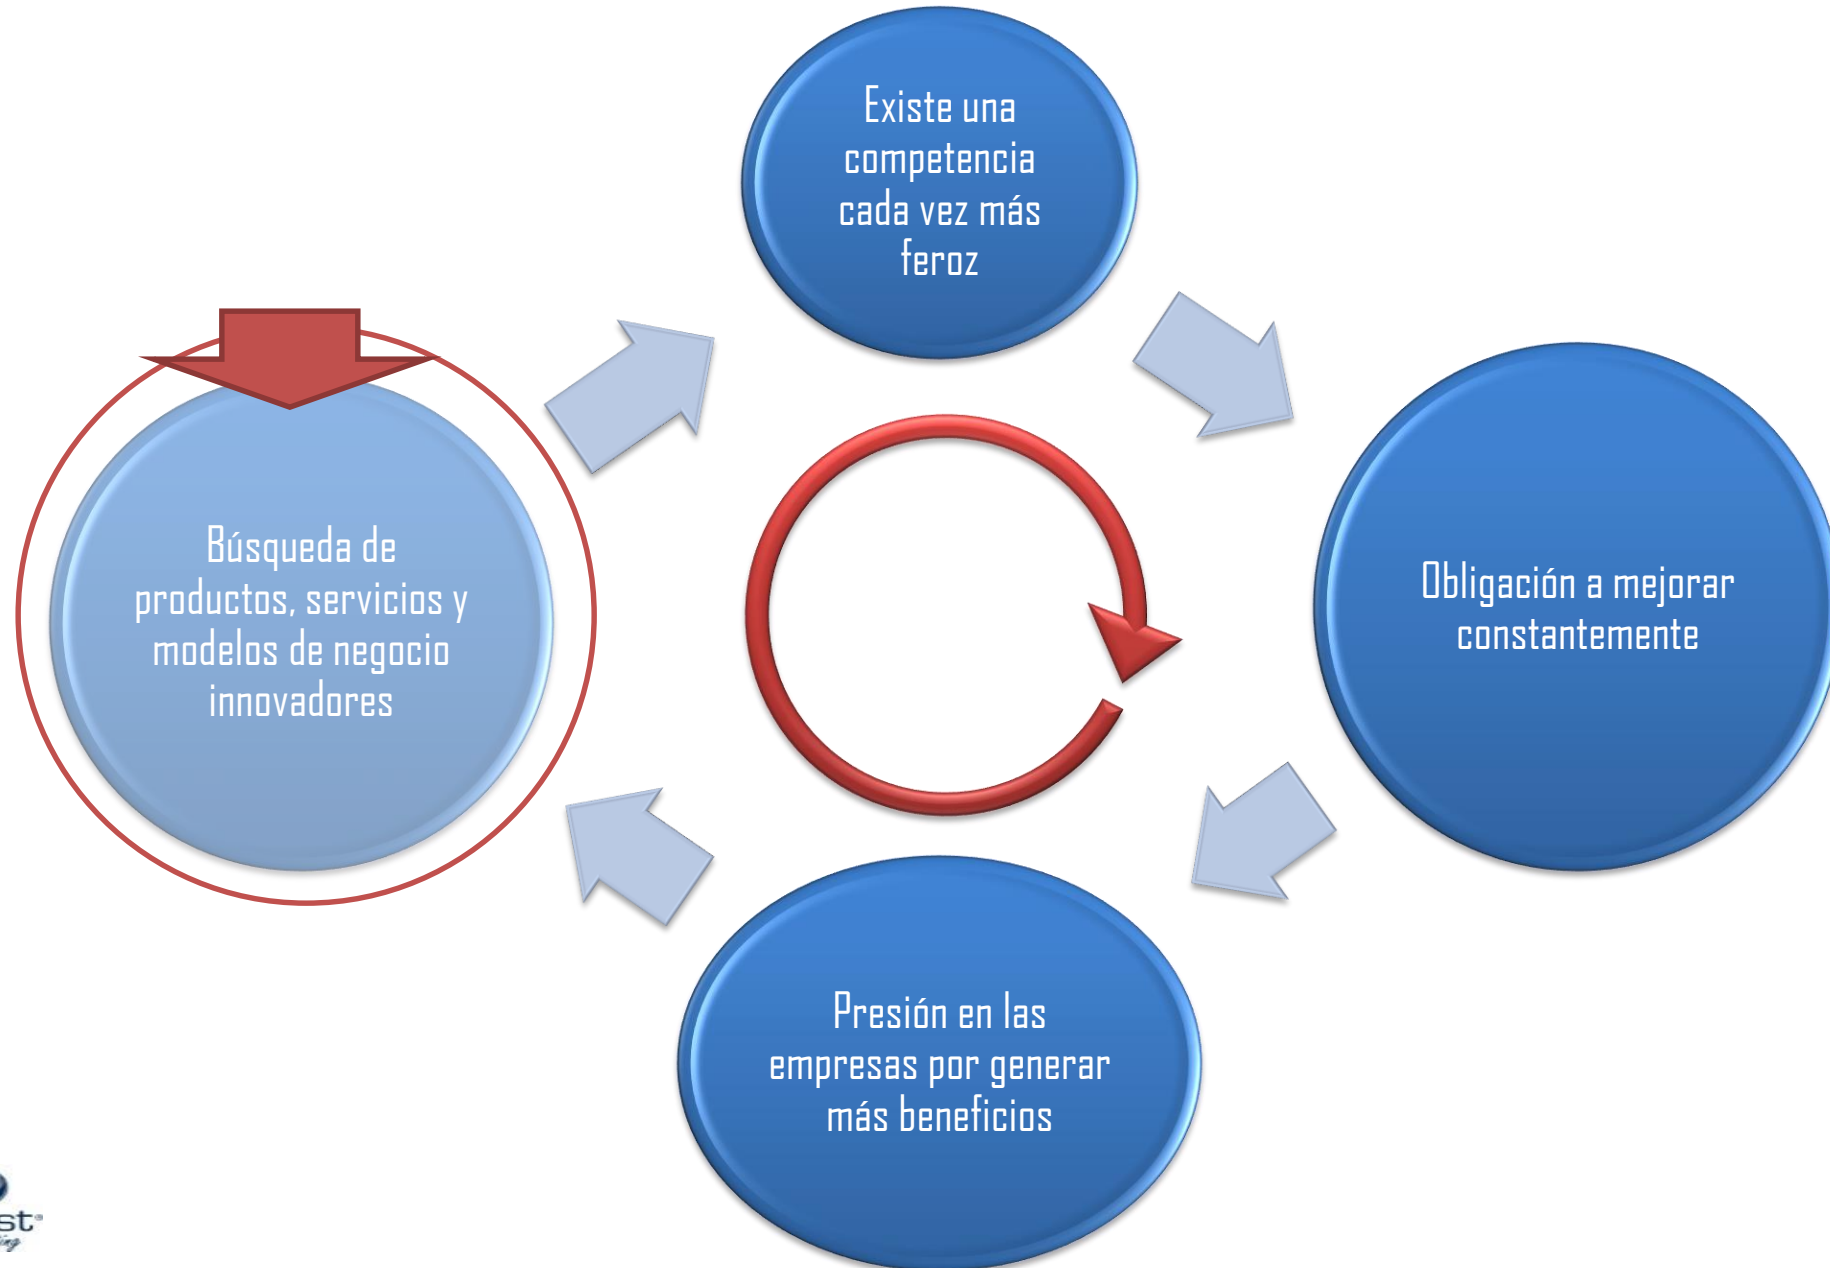 Existe una
competencia
cada vez más
feroz
Búsqueda de
productos, servicios y
modelos de negocio
innovadores
Obligación a mejorar
constantemente
Presión en las
empresas por generar
más beneficios